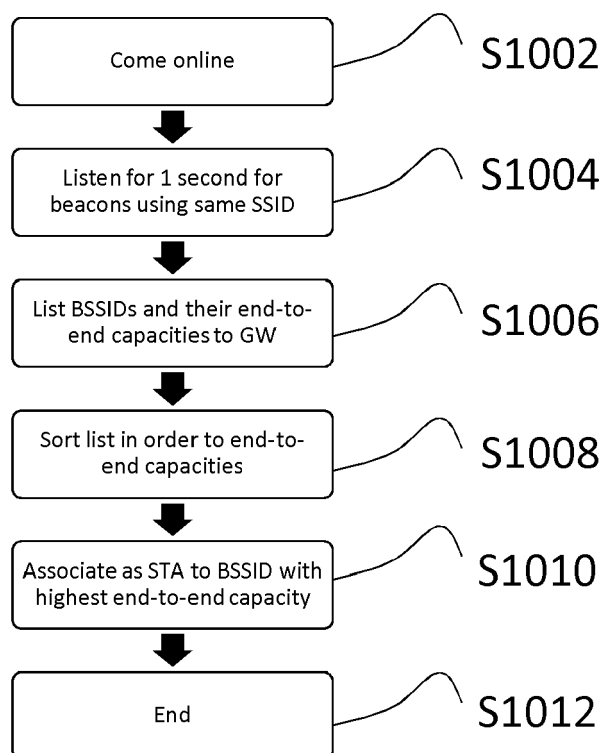 Come online
S1002
Listen for 1 second for
beacons using same SSID
S1004
List BSSIDs and their end-to-
end capacities to GW
S1006
Sort list in order to end-to-
end capacities
S1008
Associate as STA to BSSID with
highest end-to-end capacity
S1010
End
S1012